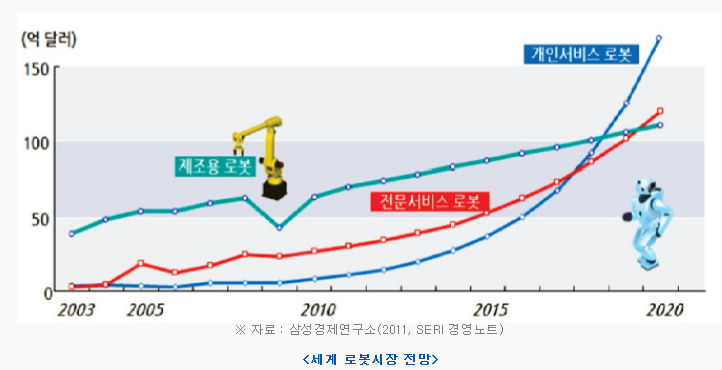 (억 달러)
개인서비스 로봇
150
100
제조용 로봇
전문서비스 로봇
50
0
2003 2005 2010 2015 2020
※ 자료 : 삼성경제연구소(2011, SERI 경영노트)
<세계 로봇시장 전망>